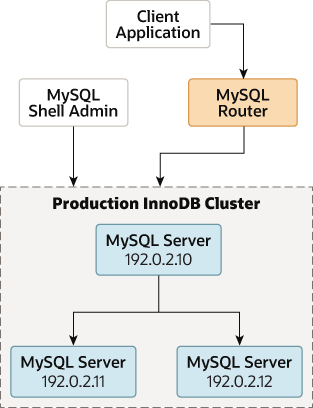 Client
Application
MySQL
Shell Admin
MySQL
Router
Production InnoDB Cluster
MySQL Server
192.0.2.10
MySQL Server
192.0.2.11
MySQL Server
192.0.2.12